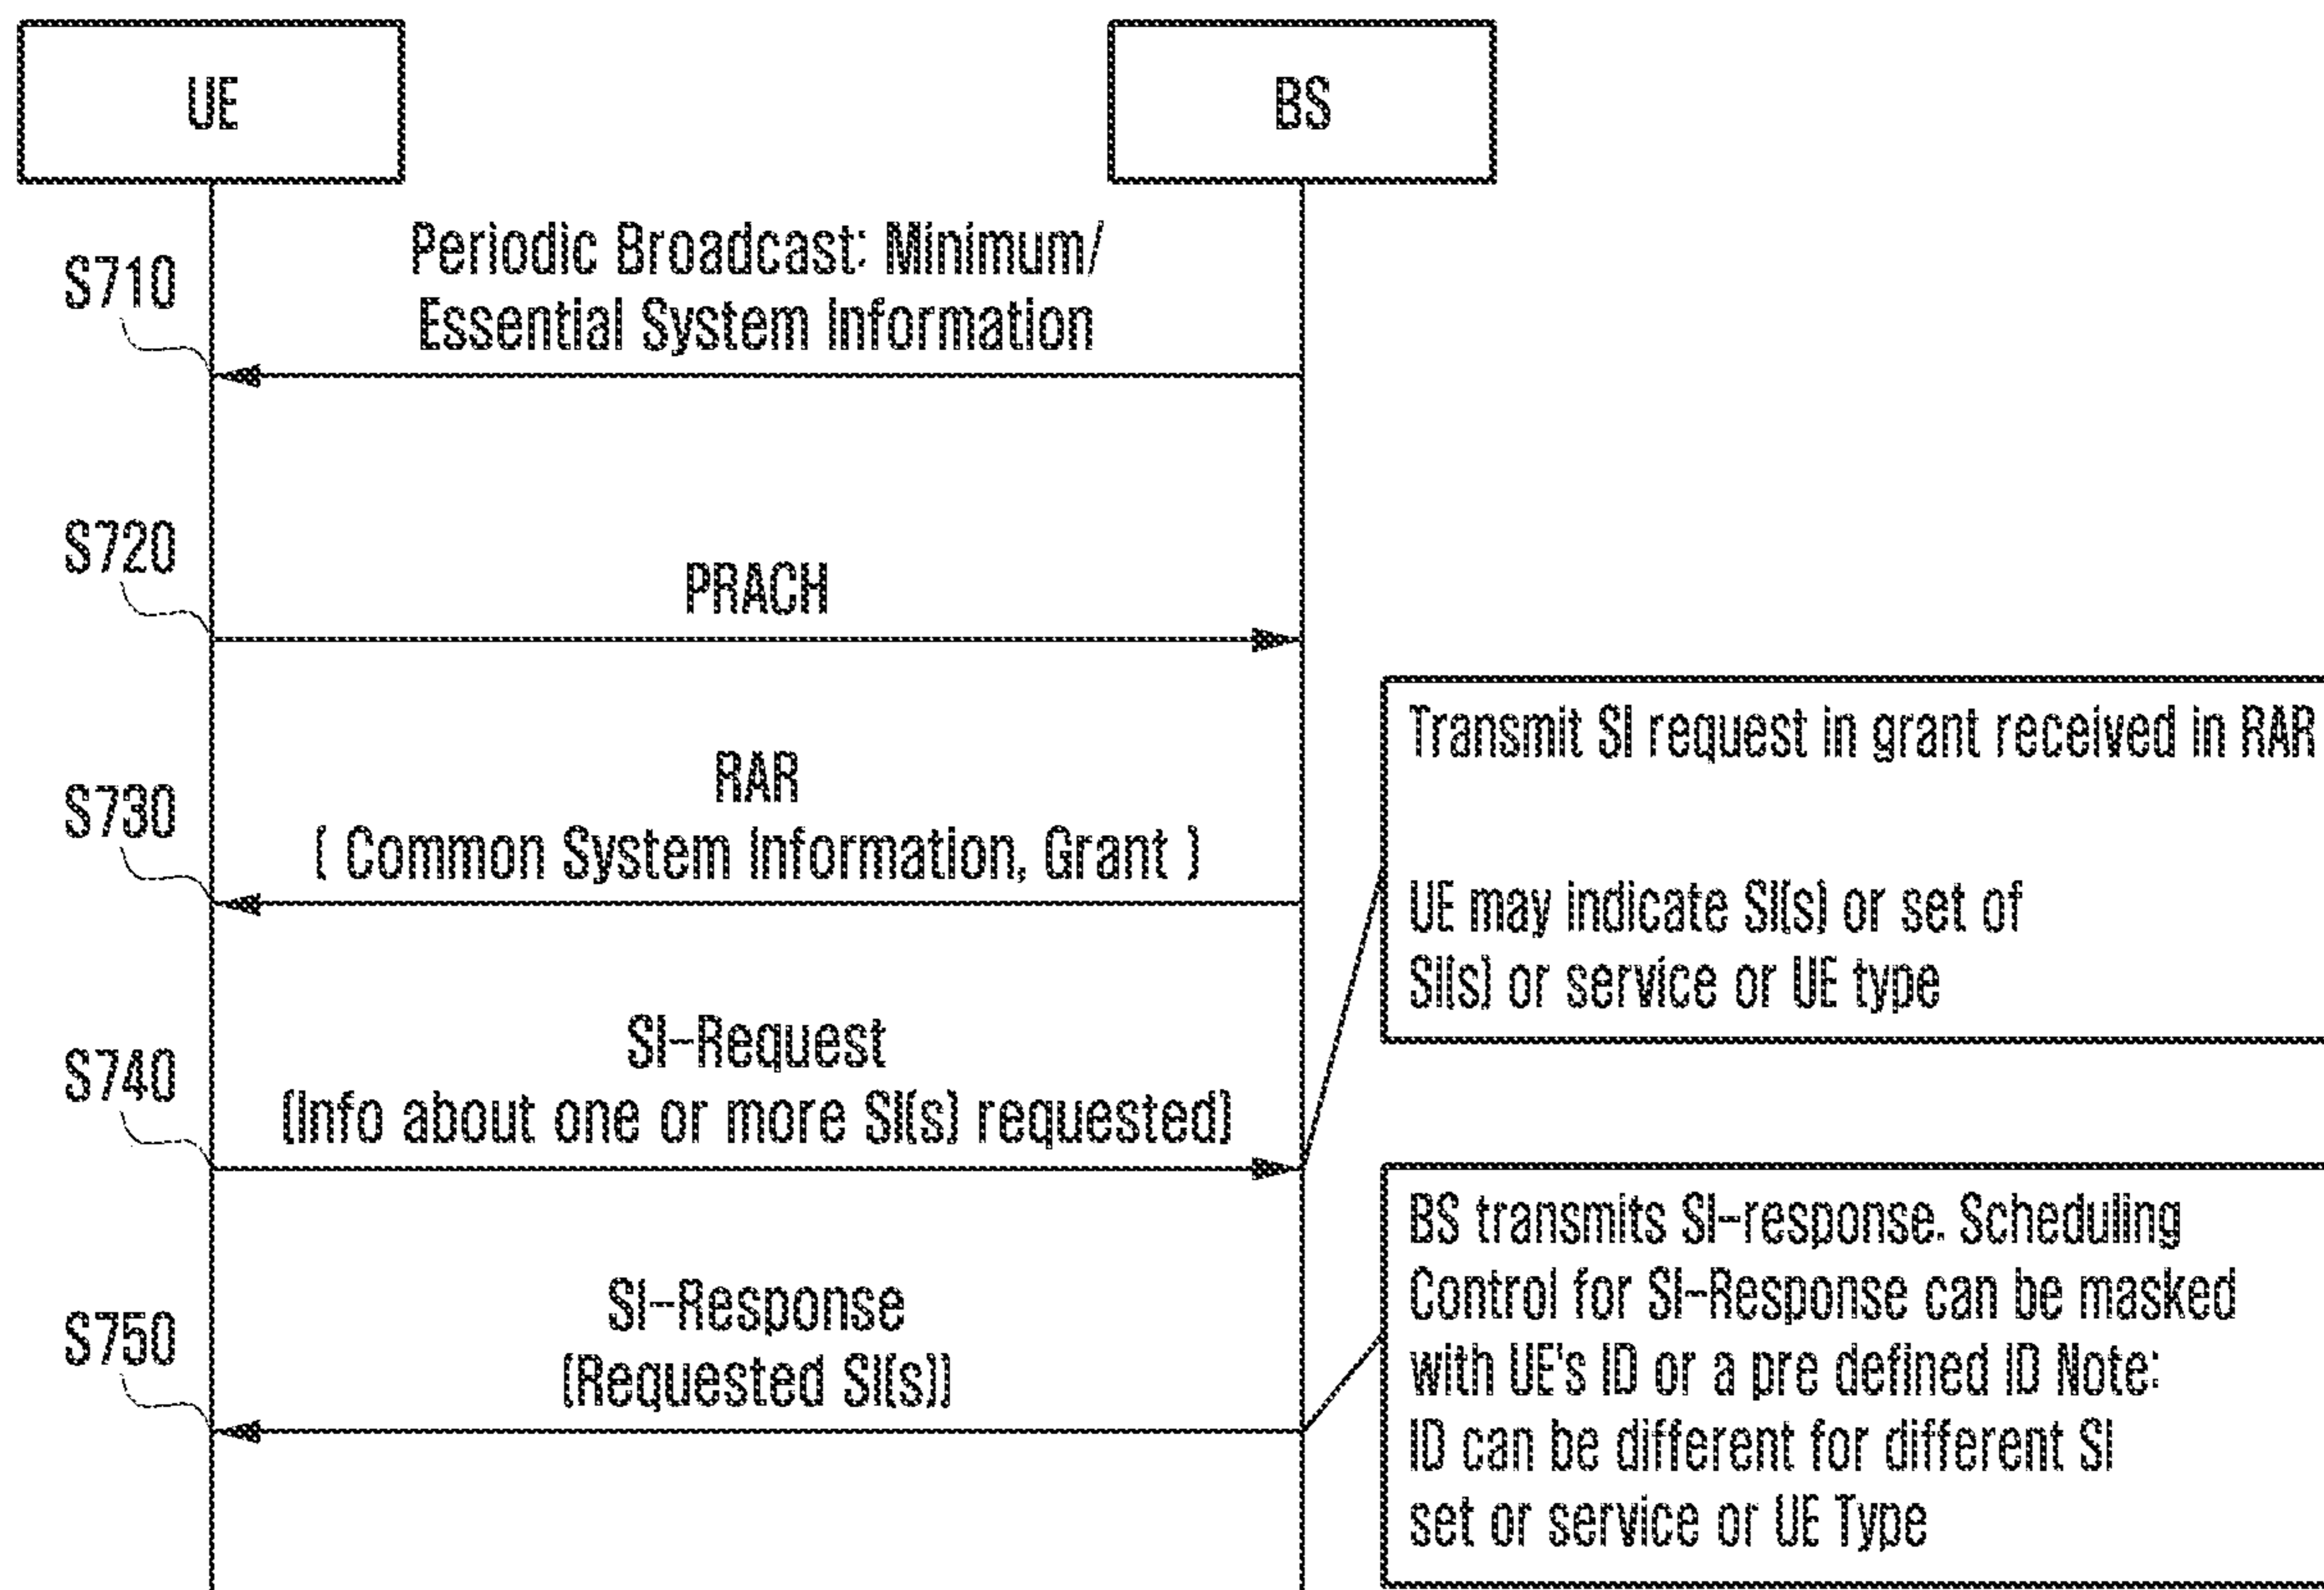 UE
BS
S710
Periodic Broadcast: Minimum/
Essential System Information
S720
PRACH
S730
RAR
( Common System Information, Grant )
S740
SI-Request
(Info about one or more SI(s) requested)
Transmit SI request in grant received in RAR
UE may indicate SI(s) or set of
SI(s) or service or UE type
S750
SI-Response
(Requested SI(s))
BS transmits SI-response. Scheduling
Control for SI-Response can be masked
with UE's ID or a pre defined ID Note:
ID can be different for different SI
set or service or UE Type